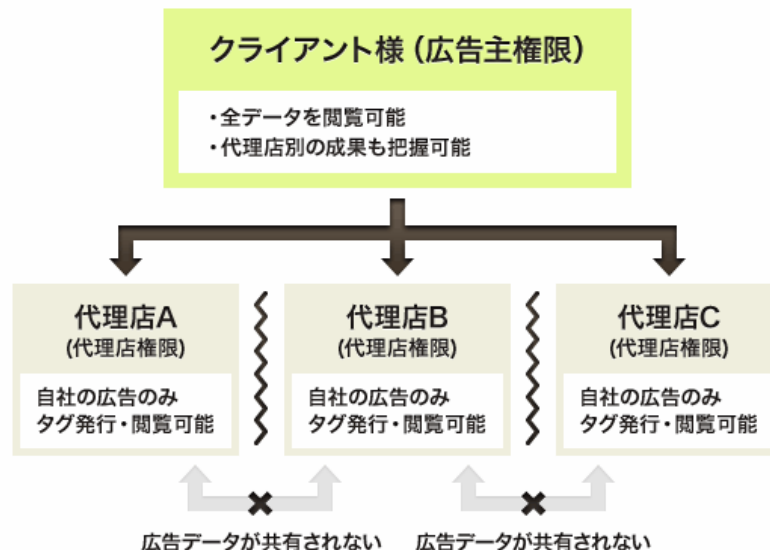 クライアント様（広告主権限）
・全データを閲覧可能
・代理店別の成果も把握可能
代理店A
(代理店権限)
自社の広告のみ
タグ発行・閲覧可能
代理店B
(代理店権限)
自社の広告のみ
タグ発行・閲覧可能
代理店C
(代理店権限)
自社の広告のみ
タグ発行・閲覧可能
広告データが共有されない
広告データが共有されない